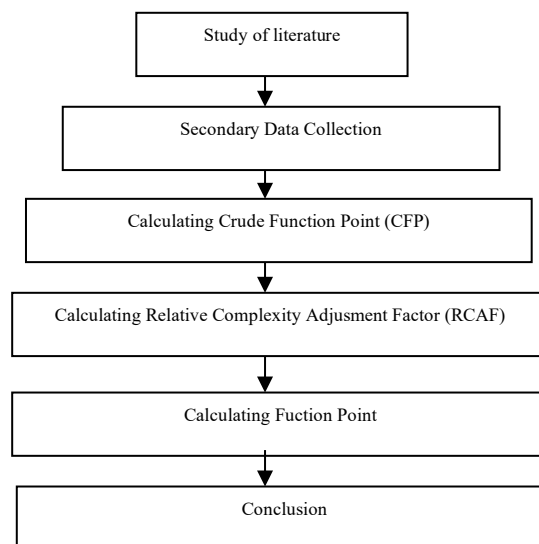 Study of literature
Secondary Data Collection
Calculating Crude Function Point (CFP)
Calculating Relative Complexity Adjusment Factor (RCAF)
Calculating Fuction Point
Conclusion